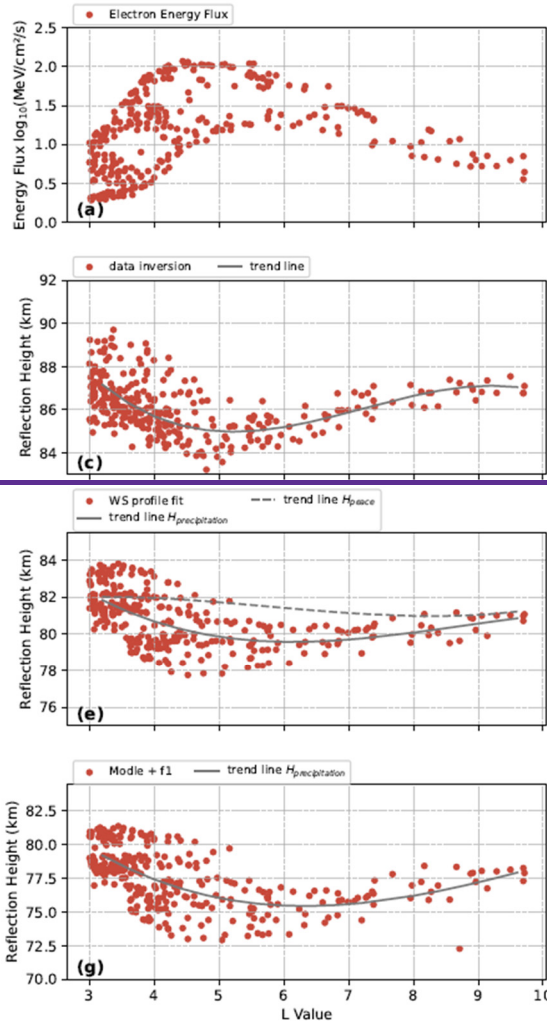 Electron Energy Flux
2.5
2.0
1.5
1.0
0.5
0.0
Energy Flux log₁₀(MeV/cm²/s)
(a)
data inversion trend line
92
90
88
86
84
Reflection Height (km)
(c)
WS profile fit trend line H_peace
trend line H_precipitation
84
82
80
78
76
Reflection Height (km)
(e)
Modle + f1 trend line H_precipitation
82.5
80.0
77.5
75.0
72.5
70.0
Reflection Height (km)
(g)
3 4 5 6 7 8 9 10
L Value